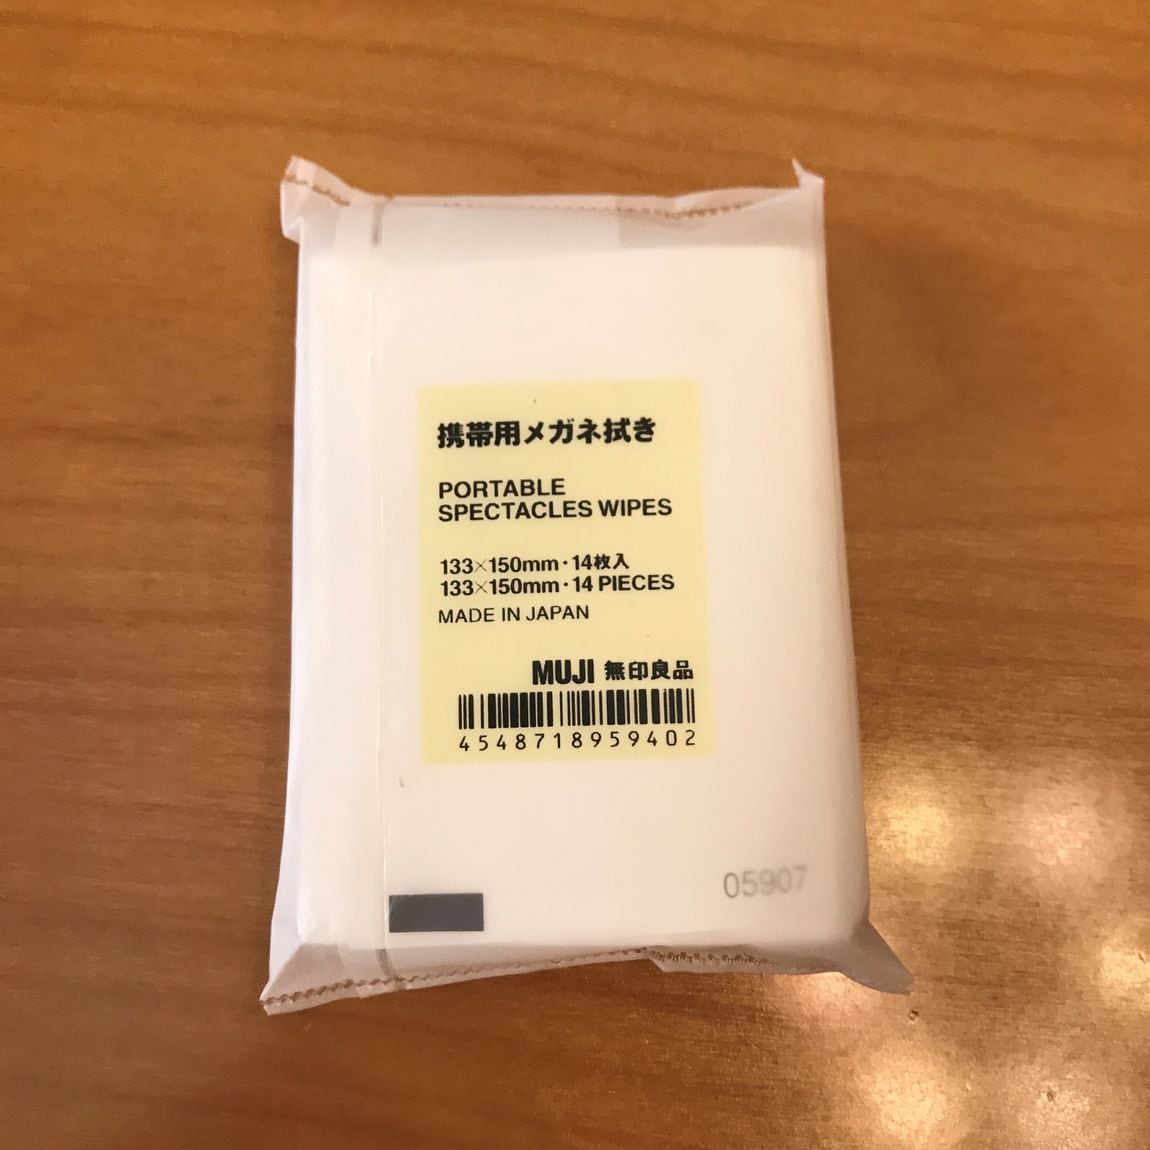 携帯用メガネ拭き
PORTABLE
SPECTACLES WIPES
133×150mm·14枚入
133×150mm·14 PIECES
MADE IN JAPAN
MUJI 無印良品
4548718959402
05907